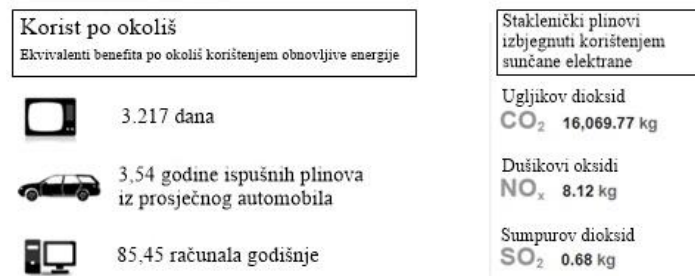 Korist po okoliš
Ekvivalenti benefita po okoliš korištenjem obnovljive energije
3.217 dana
3,54 godine ispušnih plinova
iz prosječnog automobila
85,45 računala godišnje
Staklenički plinovi
izbjegnuti korištenjem
sunčane elektrane
Ugljikov dioksid
CO₂ 16,069.77 kg
Dušikovi oksidi
NOₓ 8.12 kg
Sumpurov dioksid
SO₂ 0.68 kg